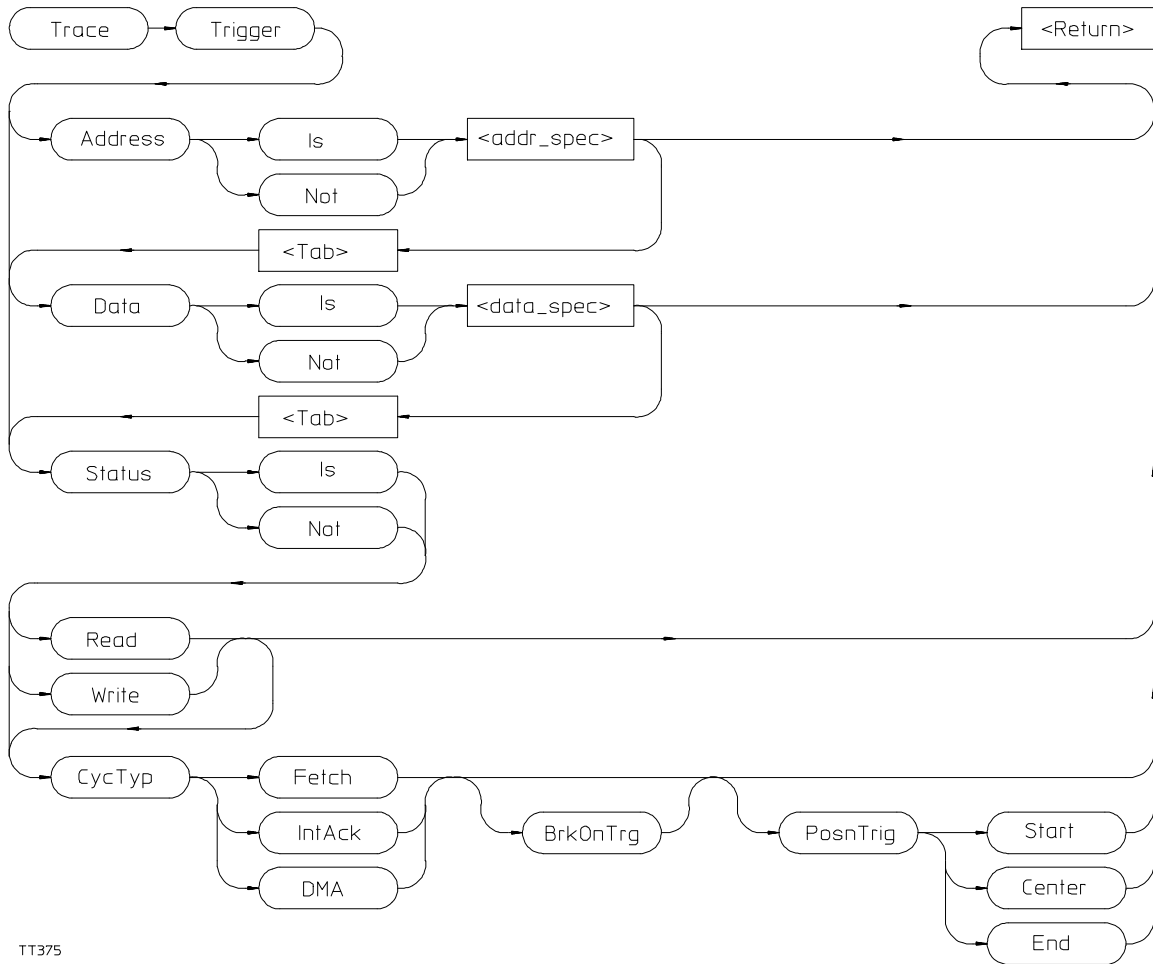 Trace
Trigger
<Return>
Address
Is
<addr_spec>
Not
<Tab>
Data
Is
<data_spec>
Not
<Tab>
Status
Is
Not
Read
Write
CycTyp
Fetch
IntAck
BrkOnTrg
PosnTrig
Start
DMA
Center
End
TT375